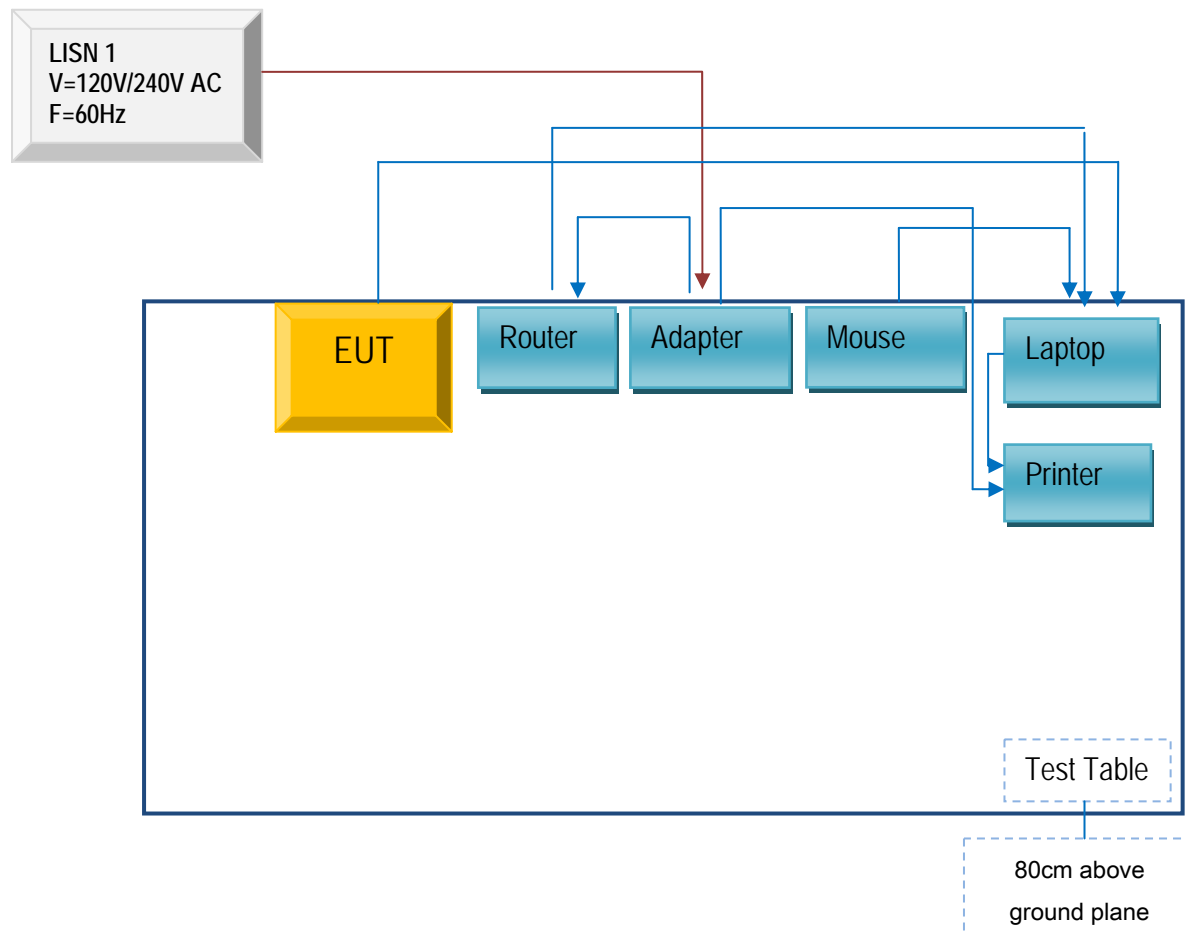 LISN 1
V=120V/240V AC
F=60Hz
EUT
Router
Adapter
Mouse
Laptop
Printer
Test Table
80cm above
ground plane